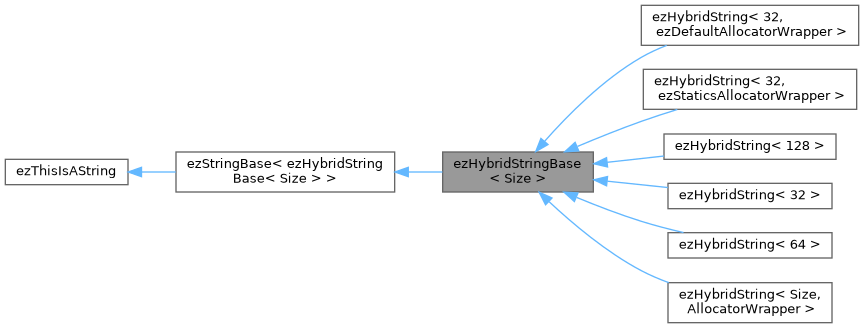 ezThisIsAString
ezStringBase< ezHybridString
Base< Size > >
ezHybridStringBase
< Size >
ezHybridString< 32,
ezDefaultAllocatorWrapper >
ezHybridString< 32,
ezStaticsAllocatorWrapper >
ezHybridString< 128 >
ezHybridString< 32 >
ezHybridString< 64 >
ezHybridString< Size,
AllocatorWrapper >